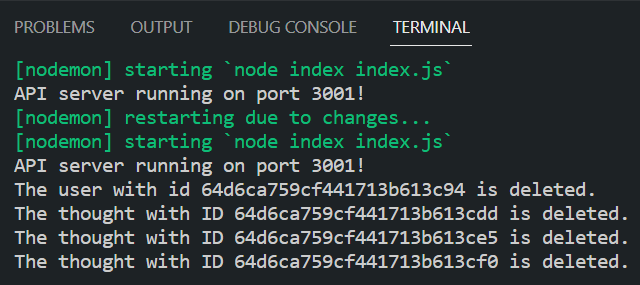 PROBLEMS OUTPUT DEBUG CONSOLE TERMINAL
[nodemon] starting `node index index.js`
API server running on port 3001!
[nodemon] restarting due to changes...
[nodemon] starting `node index index.js`
API server running on port 3001!
The user with id 64d6ca759cf441713b613c94 is deleted.
The thought with ID 64d6ca759cf441713b613cdd is deleted.
The thought with ID 64d6ca759cf441713b613ce5 is deleted.
The thought with ID 64d6ca759cf441713b613cf0 is deleted.